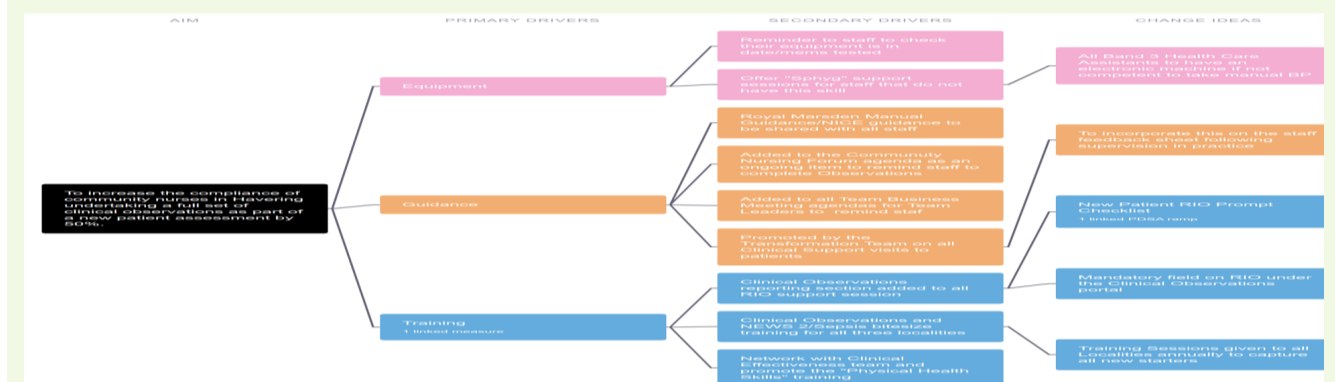 AIM
PRIMARY DRIVERS
SECONDARY DRIVERS
CHANGE IDEAS
To increase the compliance of
community nurses in Havering
undertaking a full set of
clinical observations as part of
a new patient assessment by
50%.
Equipment
Guidance
Training
1 linked measure
Reminder to staff to check
their equipment is in
date/mems tested
Offer "Sphyg" support
sessions for staff that do not
have this skill
Royal Marsden Manual
Guidance/NICE guidance to
be shared with all staff
Added to the Communuty
Nursing Forum agenda as an
ongoing item to remind staff to
complete Observations
Added to all Team Business
Meeting agendas for Team
Leaders to  remind staf
Promoted by the
Transformation Team on all
Clinical Support visits to
patients
Clinical Observations
reporting section added to all
RIO support session
Clinical Observations and
NEWS 2/Sepsis bitesize
training for all three localities
Network with Clinical
Effectiveness team and
promote the "Physical Health
Skills" training
All Band 3 Health Care
Assistants to have an
electronic machine if not
competent to take manual BP
To incorporate this on the staff
feedback sheet following
supervision in practice
New Patient RIO Prompt
Checklist
1 linked PDSA ramp
Mandatory field on RIO under
the Clinical Observations
portal
Training Sessions given to all
Localities annually to capture
all new starters